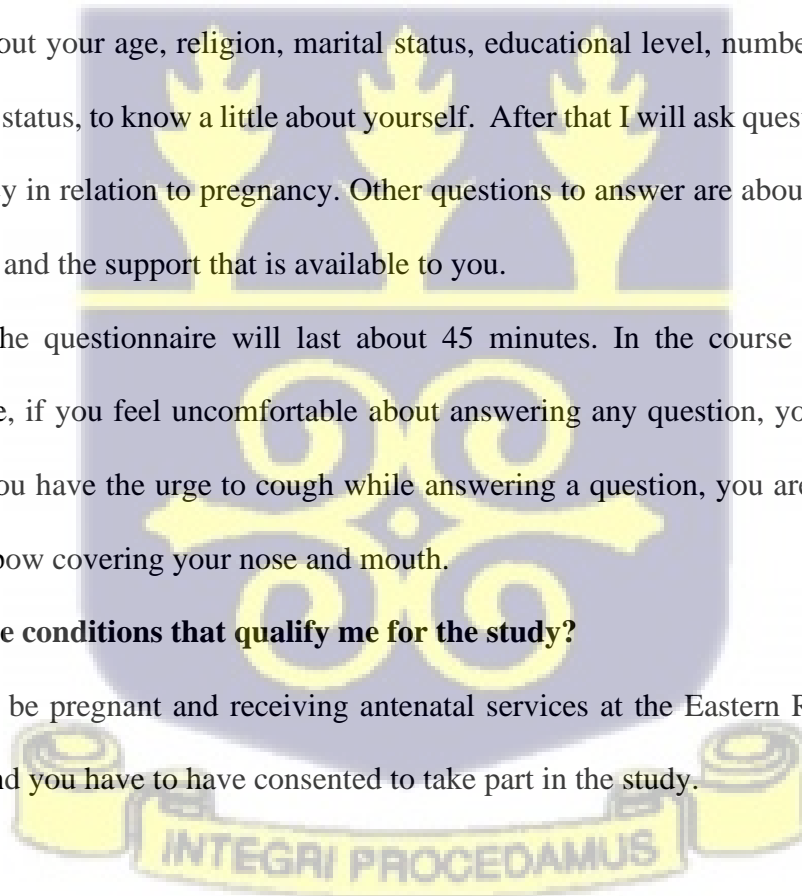 out your age, religion, marital status, educational level, numbe
status, to know a little about yourself. After that I will ask quest
y in relation to pregnancy. Other questions to answer are abou
and the support that is available to you.
he questionnaire will last about 45 minutes. In the course
e, if you feel uncomfortable about answering any question, yo
ou have the urge to cough while answering a question, you are
bow covering your nose and mouth.
e conditions that qualify me for the study?
be pregnant and receiving antenatal services at the Eastern R
nd you have to have consented to take part in the study.
INTEGRI PROCEDAMUS